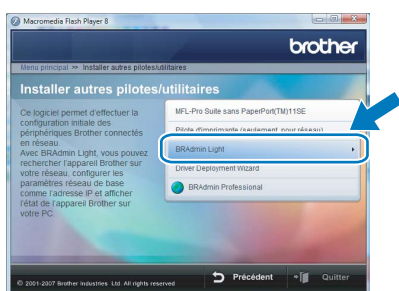 Macromedia Flash Player 8
brother
Menu principal >> Installer autres pilotes/utilitaires
Installer autres pilotes/utilitaires
Ce logiciel permet d'effectuer la
configuration initiale des
périphériques Brother connectés
en réseau.
Avec BRAdmin Light, vous pouvez
rechercher l'appareil Brother sur
votre réseau, configurer les
paramètres réseau de base
comme l'adresse IP et afficher
l'état de l'appareil Brother sur
votre PC.
MFL-Pro Suite sans PaperPort(TM)11SE
Pilote d'imprimante (seulement, pour réseau)
BRAdmin Light
Driver Deployment Wizard
BRAdmin Professional
© 2001-2007 Brother Industries Ltd. All rights reserved
Précédent
Quitter